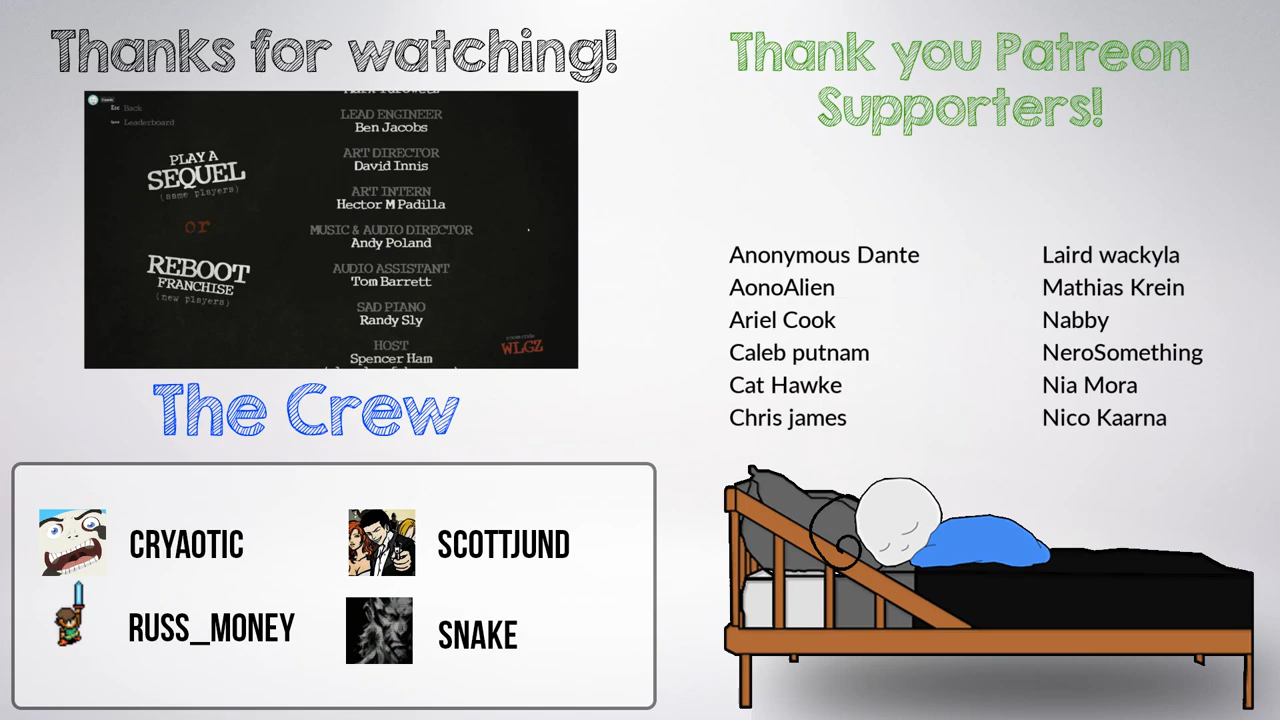 Thanks for watching!
Esc Back
Leaderboard
PLAY A
SEQUEL
(same players)
or
REBOOT
FRANCHISE
(new players)
LEAD ENGINEER
Ben Jacobs
ART DIRECTOR
David Innis
ART INTERN
Hector M Padilla
MUSIC & AUDIO DIRECTOR
Andy Poland
AUDIO ASSISTANT
Tom Barrett
SAD PIANO
Randy Sly
HOST
Spencer Ham
room code
WLGZ
The Crew
CRYAOTIC
SCOTTJUND
RUSS_MONEY
SNAKE
Thank you Patreon
Supporters!
Anonymous Dante
AonoAlien
Ariel Cook
Caleb putnam
Cat Hawke
Chris james
Laird wackyla
Mathias Krein
Nabby
NeroSomething
Nia Mora
Nico Kaarna